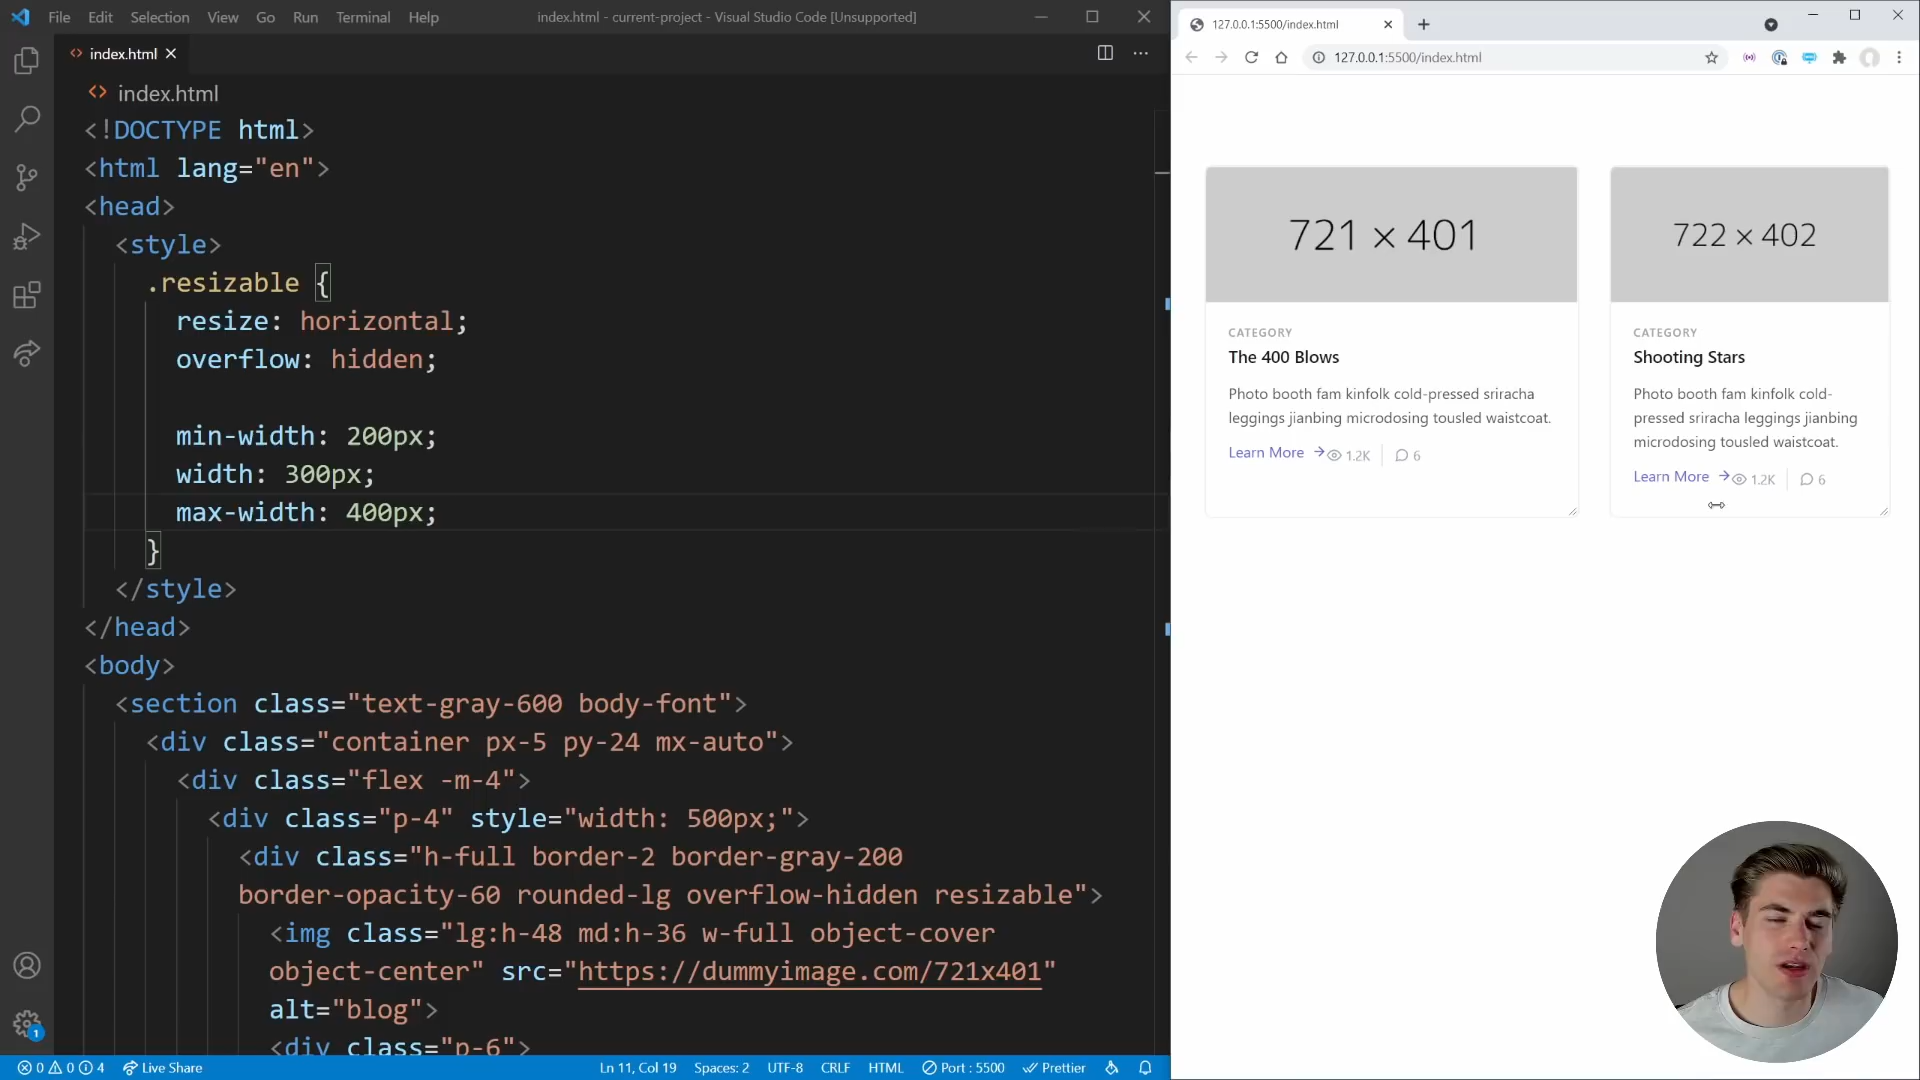 File Edit Selection View Go Run Terminal Help
index.html - current-project - Visual Studio Code [Unsupported]
index.html
index.html
<!DOCTYPE html>
<html lang="en">
<head>
<style>
.resizable {
resize: horizontal;
overflow: hidden;
min-width: 200px;
width: 300px;
max-width: 400px;
}
</style>
</head>
<body>
<section class="text-gray-600 body-font">
<div class="container px-5 py-24 mx-auto">
<div class="flex -m-4">
<div class="p-4" style="width: 500px;">
<div class="h-full border-2 border-gray-200
border-opacity-60 rounded-lg overflow-hidden resizable">
<img class="lg:h-48 md:h-36 w-full object-cover
object-center" src="https://dummyimage.com/721x401"
alt="blog">
<div class="p-6">
1
0 0 4 Live Share Ln 11, Col 19 Spaces: 2 UTF-8 CRLF HTML Port : 5500 Prettier
127.0.0.1:5500/index.html
127.0.0.1:5500/index.html
721 × 401
CATEGORY
The 400 Blows
Photo booth fam kinfolk cold-pressed sriracha
leggings jianbing microdosing tousled waistcoat.
Learn More → 1.2K 6
722 × 402
CATEGORY
Shooting Stars
Photo booth fam kinfolk cold-
pressed sriracha leggings jianbing
microdosing tousled waistcoat.
Learn More → 1.2K 6